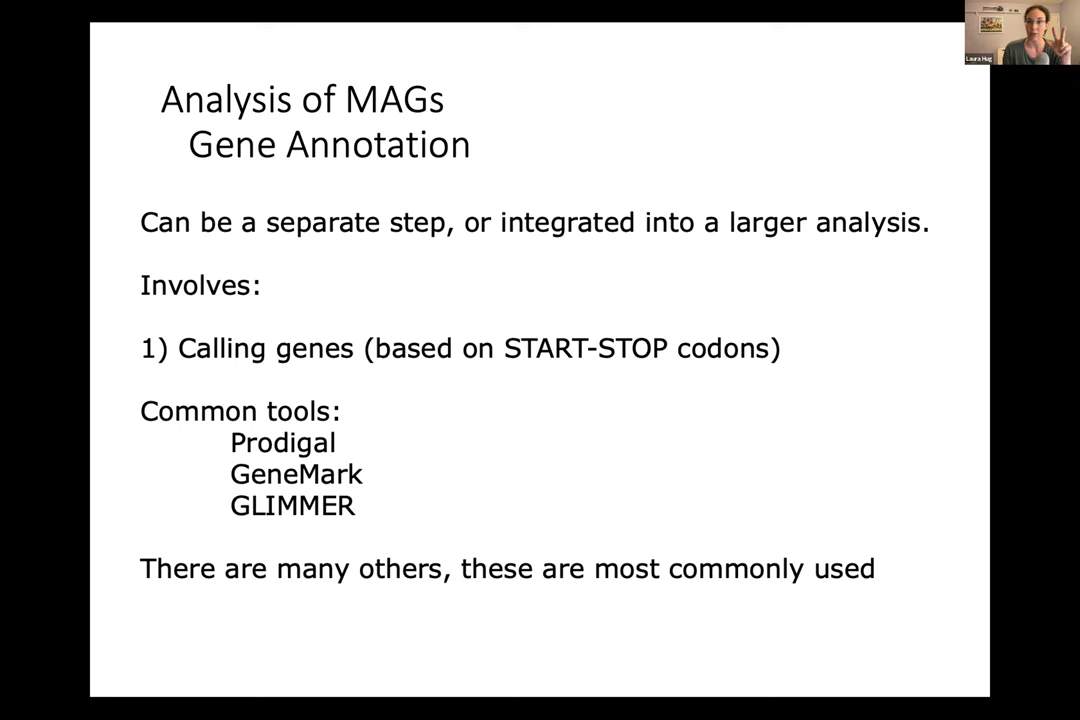 Analysis of MAGs
Gene Annotation
Can be a separate step, or integrated into a larger analysis.
Involves:
1) Calling genes (based on START-STOP codons)
Common tools:
Prodigal
GeneMark
GLIMMER
There are many others, these are most commonly used
Laura Hug